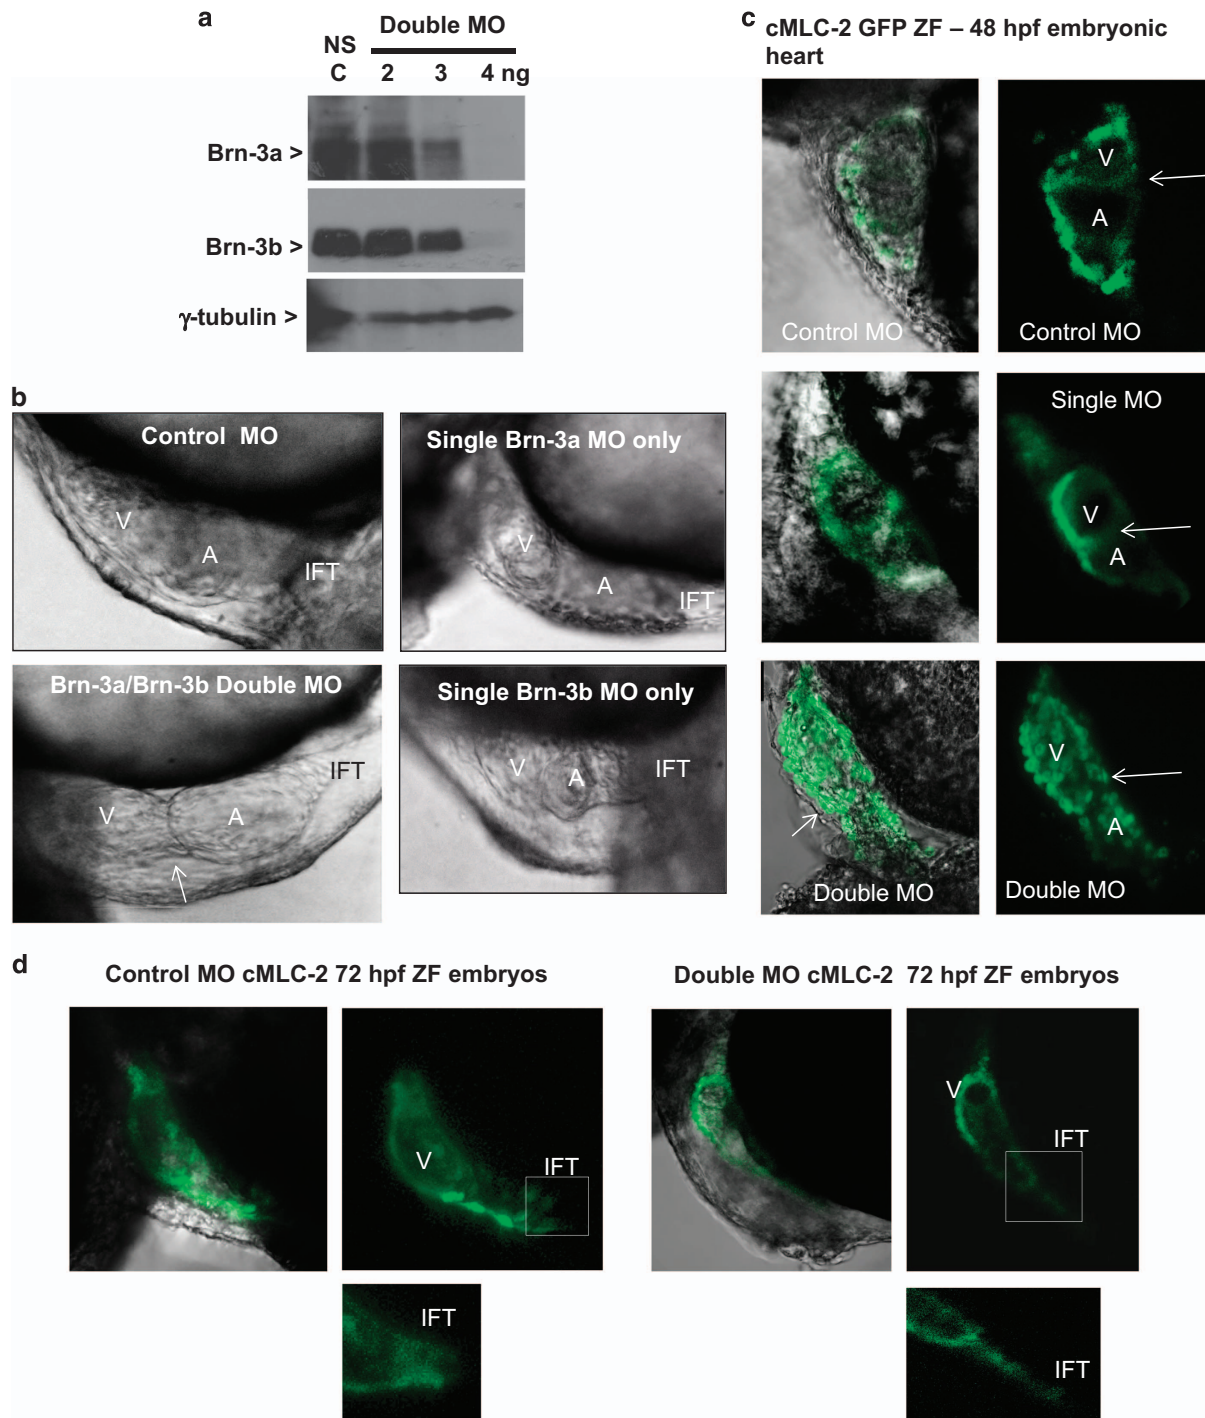 a
Double MO
NS
C 2 3 4 ng
Brn-3a >
Brn-3b >
γ-tubulin >
b
Control MO
V
A
IFT
Single Brn-3a MO only
V
A
IFT
Brn-3a/Brn-3b Double MO
V
A
IFT
Single Brn-3b MO only
V
A
IFT
c
cMLC-2 GFP ZF – 48 hpf embryonic
heart
Control MO
V
A
Control MO
Single MO
V
A
Double MO
V
A
Double MO
d
Control MO cMLC-2 72 hpf ZF embryos
V
IFT
IFT
Double MO cMLC-2 72 hpf ZF embryos
V
IFT
IFT